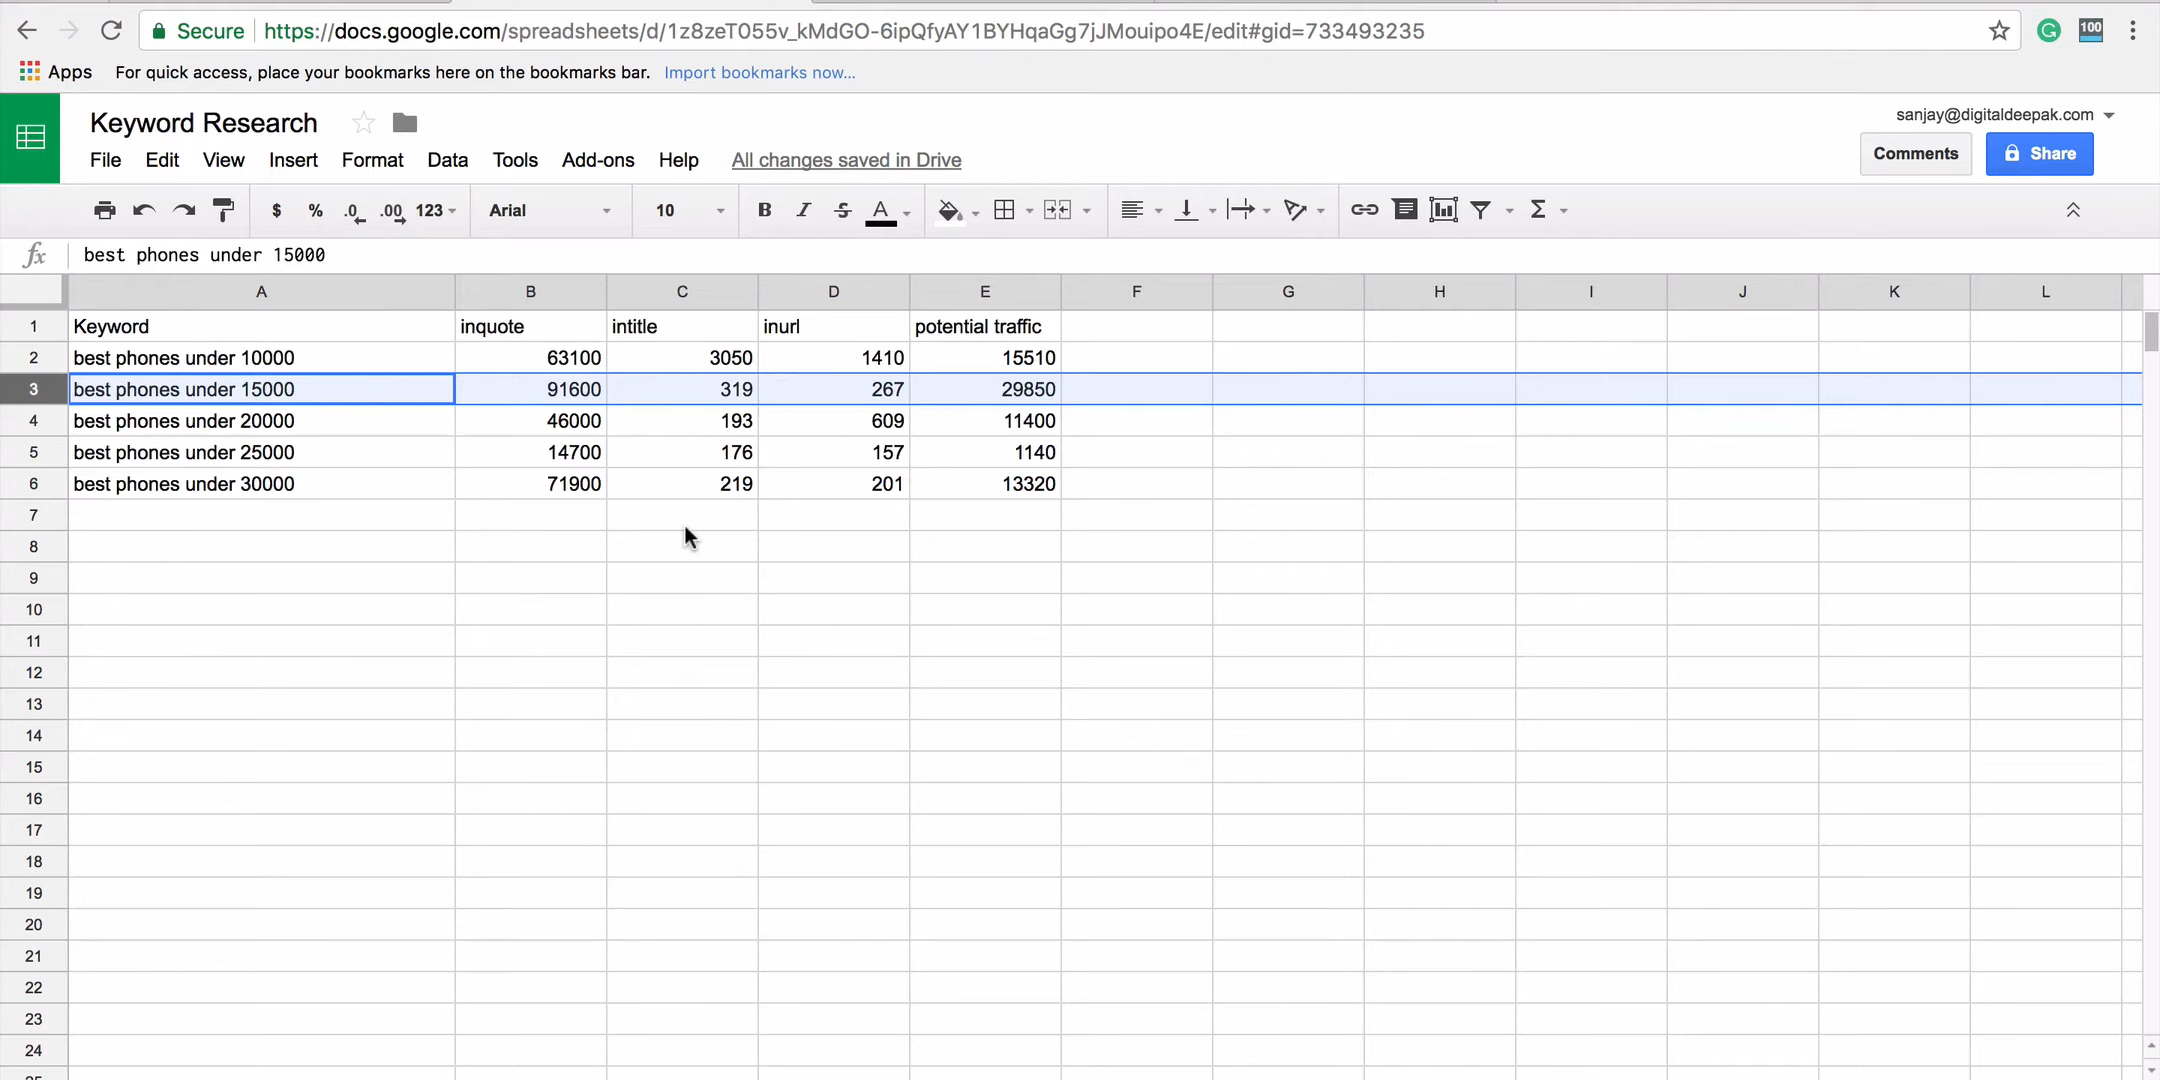 Secure https://docs.google.com/spreadsheets/d/1z8zeT055v_kMdGO-6ipQfyAY1BYHqaGg7jJMouipo4E/edit#gid=733493235 100
Apps For quick access, place your bookmarks here on the bookmarks bar. Import bookmarks now...
Keyword Research
sanjay@digitaldeepak.com
File Edit View Insert Format Data Tools Add-ons Help All changes saved in Drive
Comments Share
$ % .0 .00 123 Arial 10 B I S A Σ
fx best phones under 15000
A B C D E F G H I J K L
1 Keyword inquote intitle inurl potential traffic
2 best phones under 10000 63100 3050 1410 15510
3 best phones under 15000 91600 319 267 29850
4 best phones under 20000 46000 193 609 11400
5 best phones under 25000 14700 176 157 1140
6 best phones under 30000 71900 219 201 13320
7
8
9
10
11
12
13
14
15
16
17
18
19
20
21
22
23
24